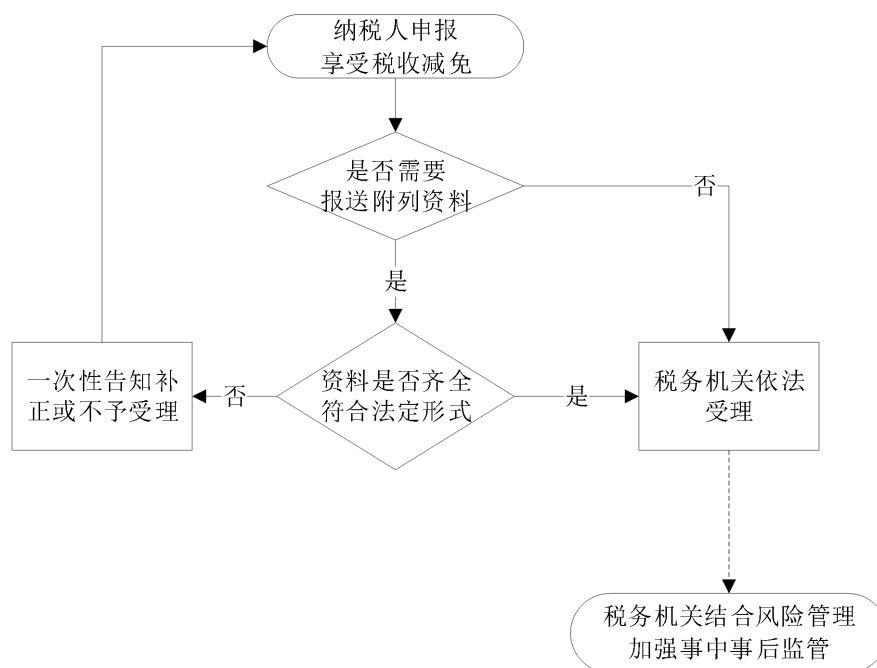 纳税人申报
享受税收减免
是否需要
报送附列资料
否
是
一次性告知补
正或不予受理
否
资料是否齐全
符合法定形式
是
税务机关依法
受理
税务机关结合风险管理
加强事中事后监管